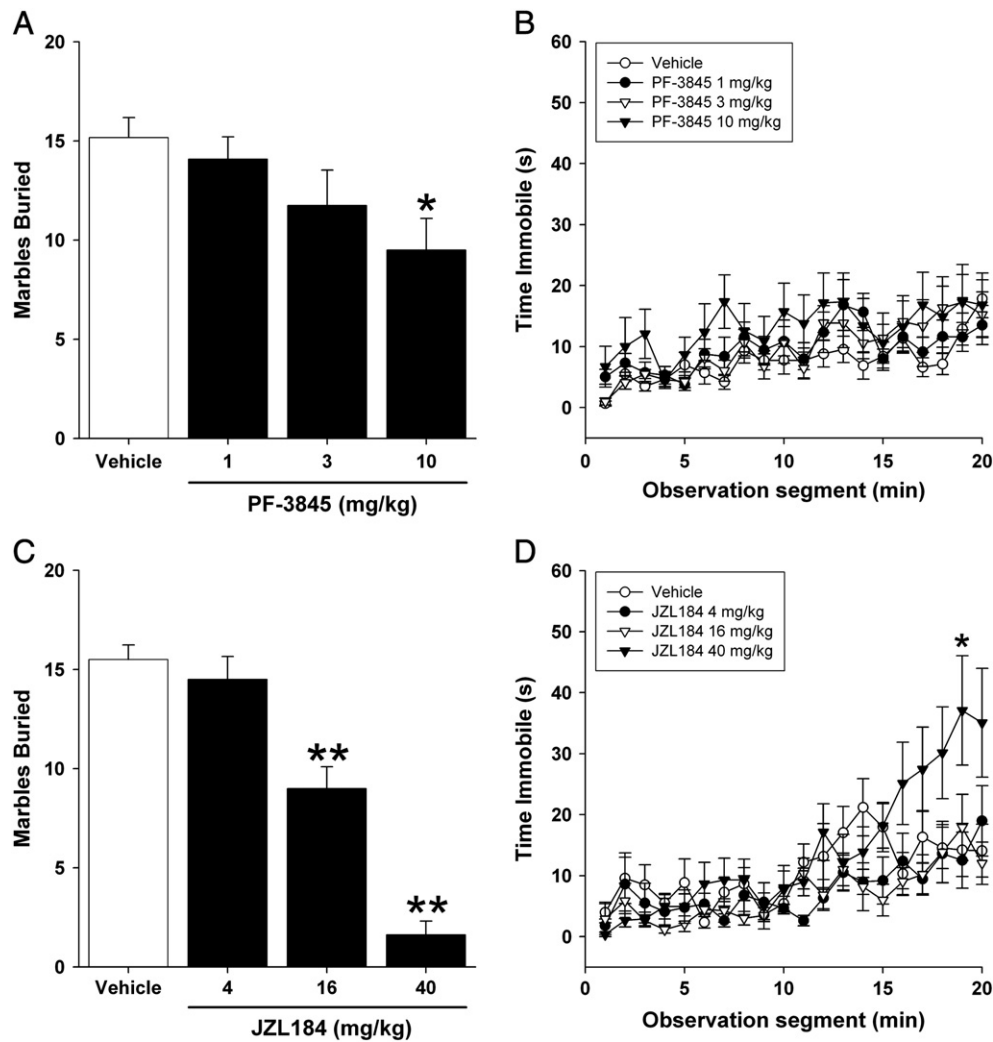 A
20
15
10
5
0
Marbles Buried
*
Vehicle 1 3 10
PF-3845 (mg/kg)
B
60
50
40
30
20
10
0
Time Immobile (s)
Vehicle
PF-3845 1 mg/kg
PF-3845 3 mg/kg
PF-3845 10 mg/kg
0 5 10 15 20
Observation segment (min)
C
20
15
10
5
0
Marbles Buried
**
**
Vehicle 4 16 40
JZL184 (mg/kg)
D
60
50
40
30
20
10
0
Time Immobile (s)
Vehicle
JZL184 4 mg/kg
JZL184 16 mg/kg
JZL184 40 mg/kg
*
0 5 10 15 20
Observation segment (min)